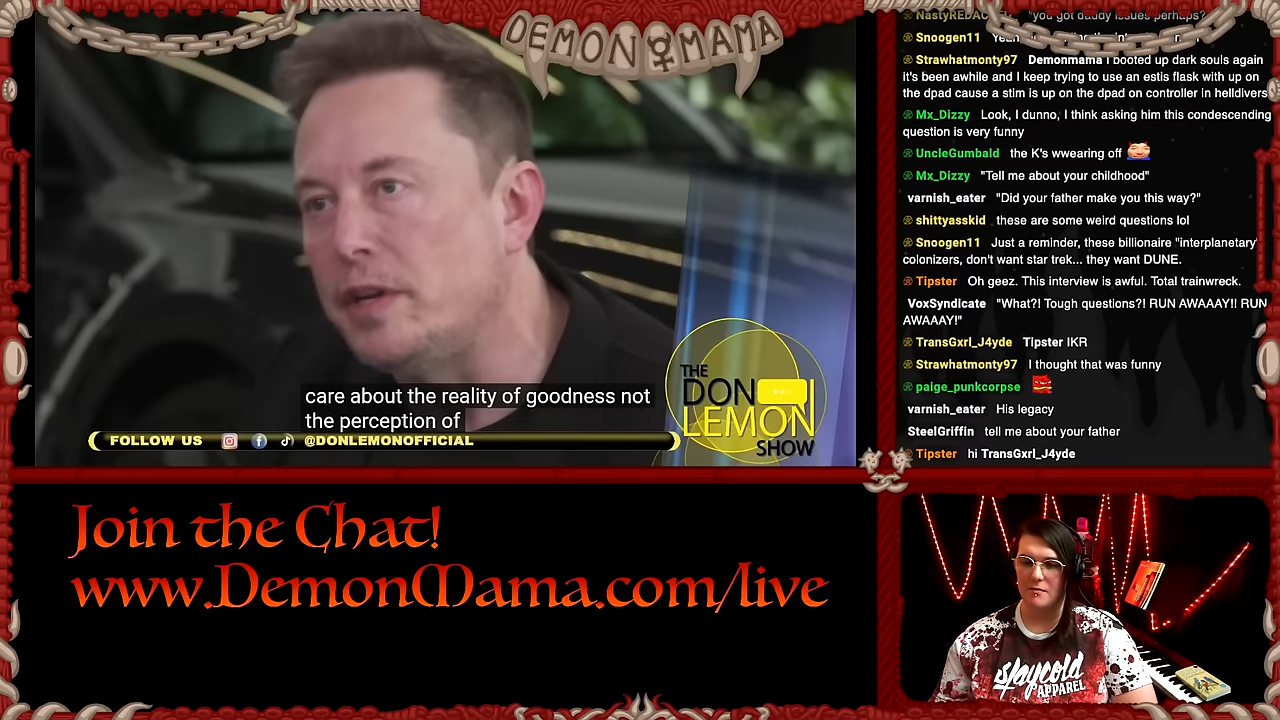 DEMON MAMA
care about the reality of goodness not
the perception of
FOLLOW US @DONLEMONOFFICIAL
THE
DON
LEMON
SHOW
"you got daddy issues perhaps?
Snoogen11
Strawhatmonty97 Demonmama I booted up dark souls again
it's been awhile and I keep trying to use an estis flask with up on
the dpad cause a stim is up on the dpad on controller in helldivers
Mx_Dizzy Look, I dunno, I think asking him this condescending
question is very funny
UncleGumbald the K's wwearing off
Mx_Dizzy "Tell me about your childhood"
varnish_eater "Did your father make you this way?"
shittyasskid these are some weird questions lol
Snoogen11 Just a reminder, these billionaire "interplanetary"
colonizers, don't want star trek... they want DUNE.
Tipster Oh geez. This interview is awful. Total trainwreck.
VoxSyndicate "What?! Tough questions?! RUN AWAAAY!! RUN
AWAAAY!"
TransGxrl_J4yde Tipster IKR
Strawhatmonty97 I thought that was funny
paige_punkcorpse
varnish_eater His legacy
SteelGriffin tell me about your father
Tipster hi TransGxrl_J4yde
Join the Chat!
www.DemonMama.com/live
staycold
APPAREL